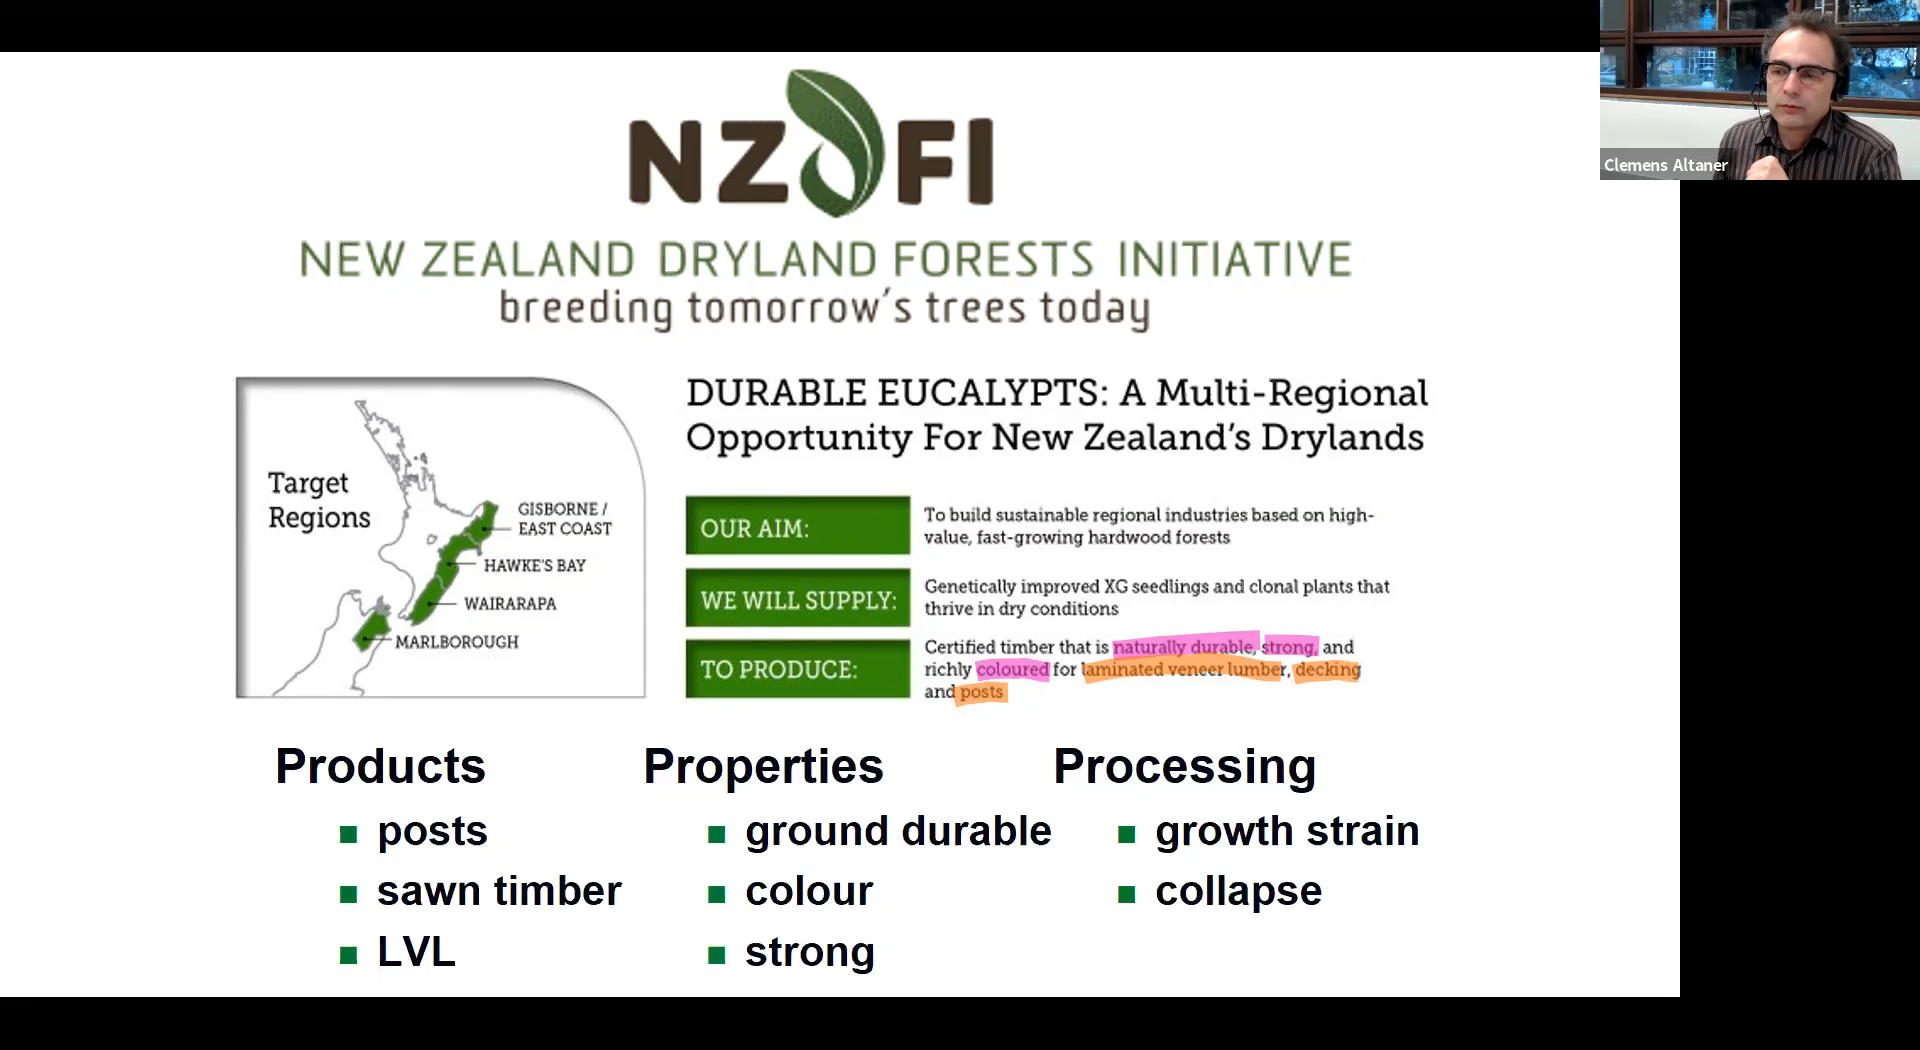 Clemens Altaner
NZ FI
NEW ZEALAND DRYLAND FORESTS INITIATIVE
breeding tomorrow's trees today
Target
Regions
GISBORNE /
EAST COAST
HAWKE'S BAY
WAIRARAPA
MARLBOROUGH
DURABLE EUCALYPTS: A Multi-Regional
Opportunity For New Zealand's Drylands
OUR AIM:
To build sustainable regional industries based on high-
value, fast-growing hardwood forests
WE WILL SUPPLY:
Genetically improved XG seedlings and clonal plants that
thrive in dry conditions
TO PRODUCE:
Certified timber that is naturally durable, strong, and
richly coloured for laminated veneer lumber, decking
and posts
Products
■ posts
■ sawn timber
■ LVL
Properties
■ ground durable
■ colour
■ strong
Processing
■ growth strain
■ collapse